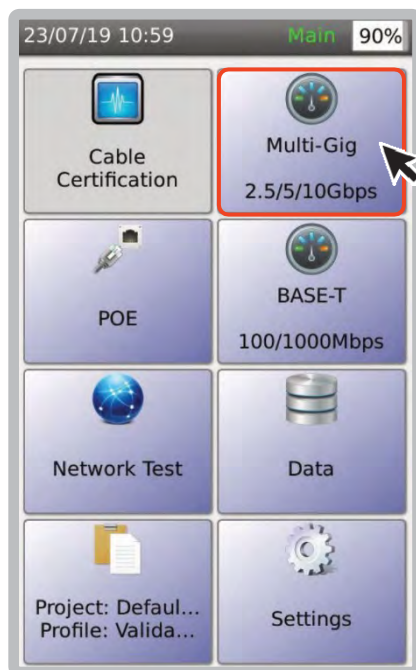 23/07/19 10:59 Main 90%
Cable
Certification
Multi-Gig
2.5/5/10Gbps
POE
BASE-T
100/1000Mbps
Network Test
Data
Project: Defaul...
Profile: Valida...
Settings